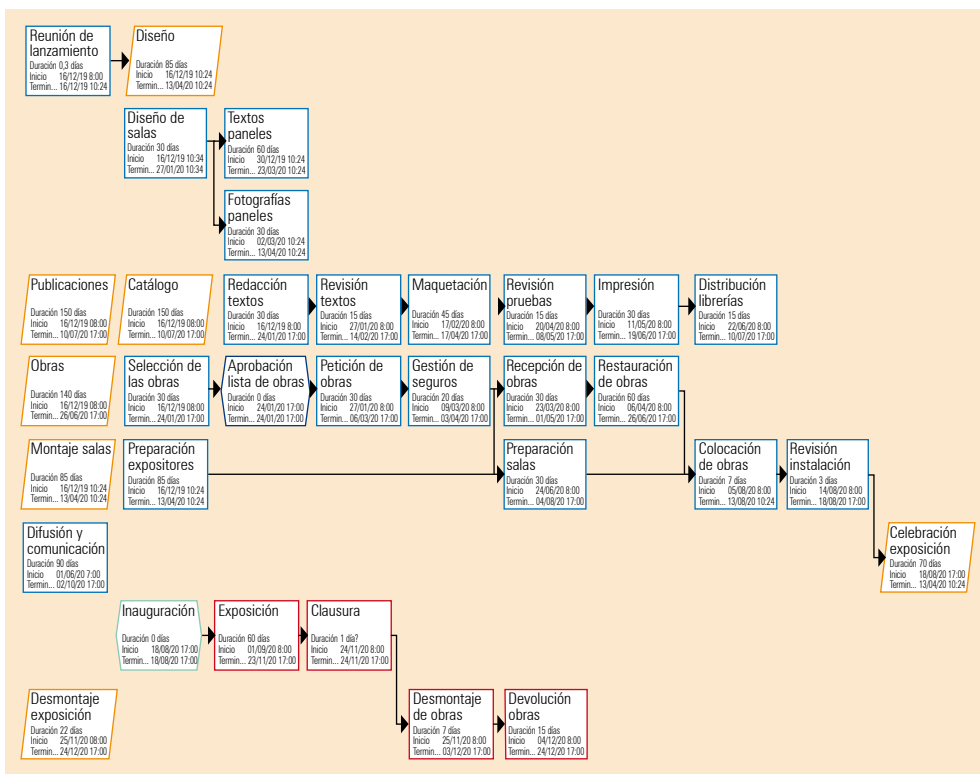 Reunión de
lanzamiento
Duración 0,3 días
Inicio 16/12/19 8:00
Termin... 16/12/19 10:24
Diseño
Duración 85 días
Inicio 16/12/19 10:24
Termin... 13/04/20 10:24
Diseño de
salas
Duración 30 días
Inicio 16/12/19 10:34
Termin... 27/01/20 10:34
Textos
paneles
Duración 60 días
Inicio 30/12/19 10:24
Termin... 23/03/20 10:24
Fotografías
paneles
Duración 30 días
Inicio 02/03/20 10:24
Termin... 13/04/20 10:24
Publicaciones
Duración 150 días
Inicio 16/12/19 08:00
Termin... 10/07/20 17:00
Catálogo
Duración 150 días
Inicio 16/12/19 08:00
Termin... 10/07/20 17:00
Redacción
textos
Duración 30 días
Inicio 16/12/19 8:00
Termin... 24/01/20 17:00
Revisión
textos
Duración 15 días
Inicio 27/01/20 8:00
Termin... 14/02/20 17:00
Maquetación
Duración 45 días
Inicio 17/02/20 8:00
Termin... 17/04/20 17:00
Revisión
pruebas
Duración 15 días
Inicio 20/04/20 8:00
Termin... 08/05/20 17:00
Impresión
Duración 30 días
Inicio 11/05/20 8:00
Termin... 19/06/20 17:00
Distribución
librerías
Duración 15 días
Inicio 22/06/20 8:00
Termin... 10/07/20 17:00
Obras
Duración 140 días
Inicio 16/12/19 08:00
Termin... 26/06/20 17:00
Selección de
las obras
Duración 30 días
Inicio 16/12/19 08:00
Termin... 24/01/20 17:00
Aprobación
lista de obras
Duración 0 días
Inicio 24/01/20 17:00
Termin... 24/01/20 17:00
Petición de
obras
Duración 30 días
Inicio 27/01/20 8:00
Termin... 06/03/20 17:00
Gestión de
seguros
Duración 20 días
Inicio 09/03/20 8:00
Termin... 03/04/20 17:00
Recepción de
obras
Duración 30 días
Inicio 23/03/20 8:00
Termin... 01/05/20 17:00
Restauración
de obras
Duración 60 días
Inicio 06/04/20 8:00
Termin... 26/06/20 17:00
Montaje salas
Duración 85 días
Inicio 16/12/19 10:24
Termin... 13/04/20 10:24
Preparación
expositores
Duración 85 días
Inicio 16/12/19 10:24
Termin... 13/04/20 10:24
Preparación
salas
Duración 30 días
Inicio 24/06/20 8:00
Termin... 04/08/20 17:00
Colocación
de obras
Duración 7 días
Inicio 05/08/20 8:00
Termin... 13/08/20 10:24
Revisión
instalación
Duración 3 días
Inicio 14/08/20 8:00
Termin... 18/08/20 17:00
Difusión y
comunicación
Duración 90 días
Inicio 01/06/20 7:00
Termin... 02/10/20 17:00
Celebración
exposición
Duración 70 días
Inicio 18/08/20 17:00
Termin... 13/04/20 10:24
Inauguración
Duración 0 días
Inicio 18/08/20 17:00
Termin... 18/08/20 17:00
Exposición
Duración 60 días
Inicio 01/09/20 8:00
Termin... 23/11/20 17:00
Clausura
Duración 1 día?
Inicio 24/11/20 8:00
Termin... 24/11/20 17:00
Desmontaje
exposición
Duración 22 días
Inicio 25/11/20 08:00
Termin... 24/12/20 17:00
Desmontaje
de obras
Duración 7 días
Inicio 25/11/20 8:00
Termin... 03/12/20 17:00
Devolución
obras
Duración 15 días
Inicio 04/12/20 8:00
Termin... 24/12/20 17:00